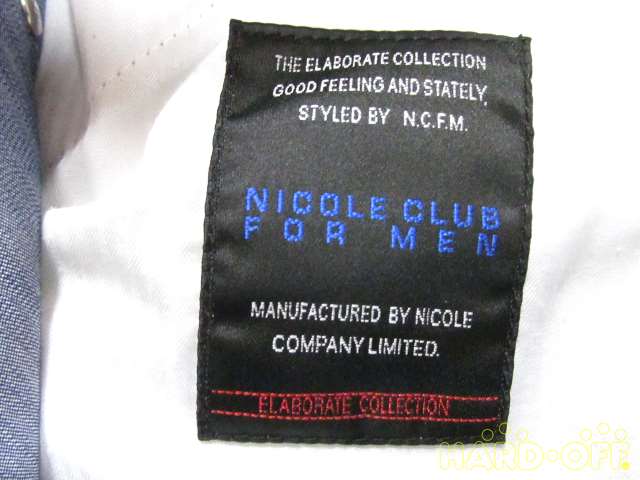 THE ELABORATE COLLECTION
GOOD FEELING AND STATELY,
STYLED BY N.C.F.M.
NICOLE CLUB
FOR MEN
MANUFACTURED BY NICOLE
COMPANY LIMITED.
ELABORATE COLLECTION
HARD·OFF